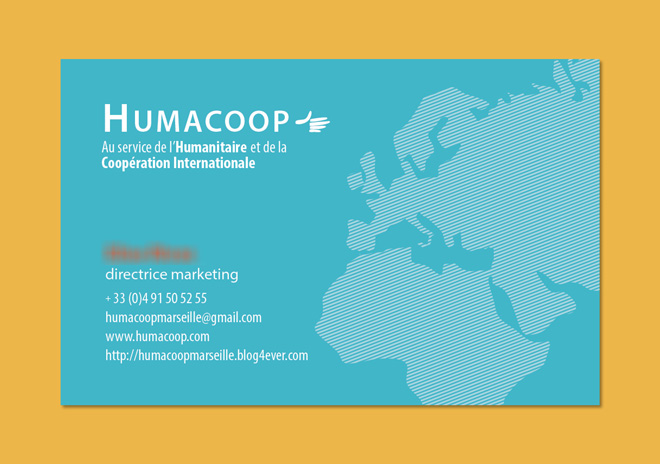 HUMACOOP
Au service de l'Humanitaire et de la
Coopération Internationale
directrice marketing
+ 33 (0)4 91 50 52 55
humacoopmarseille@gmail.com
www.humacoop.com
http://humacoopmarseille.blog4ever.com